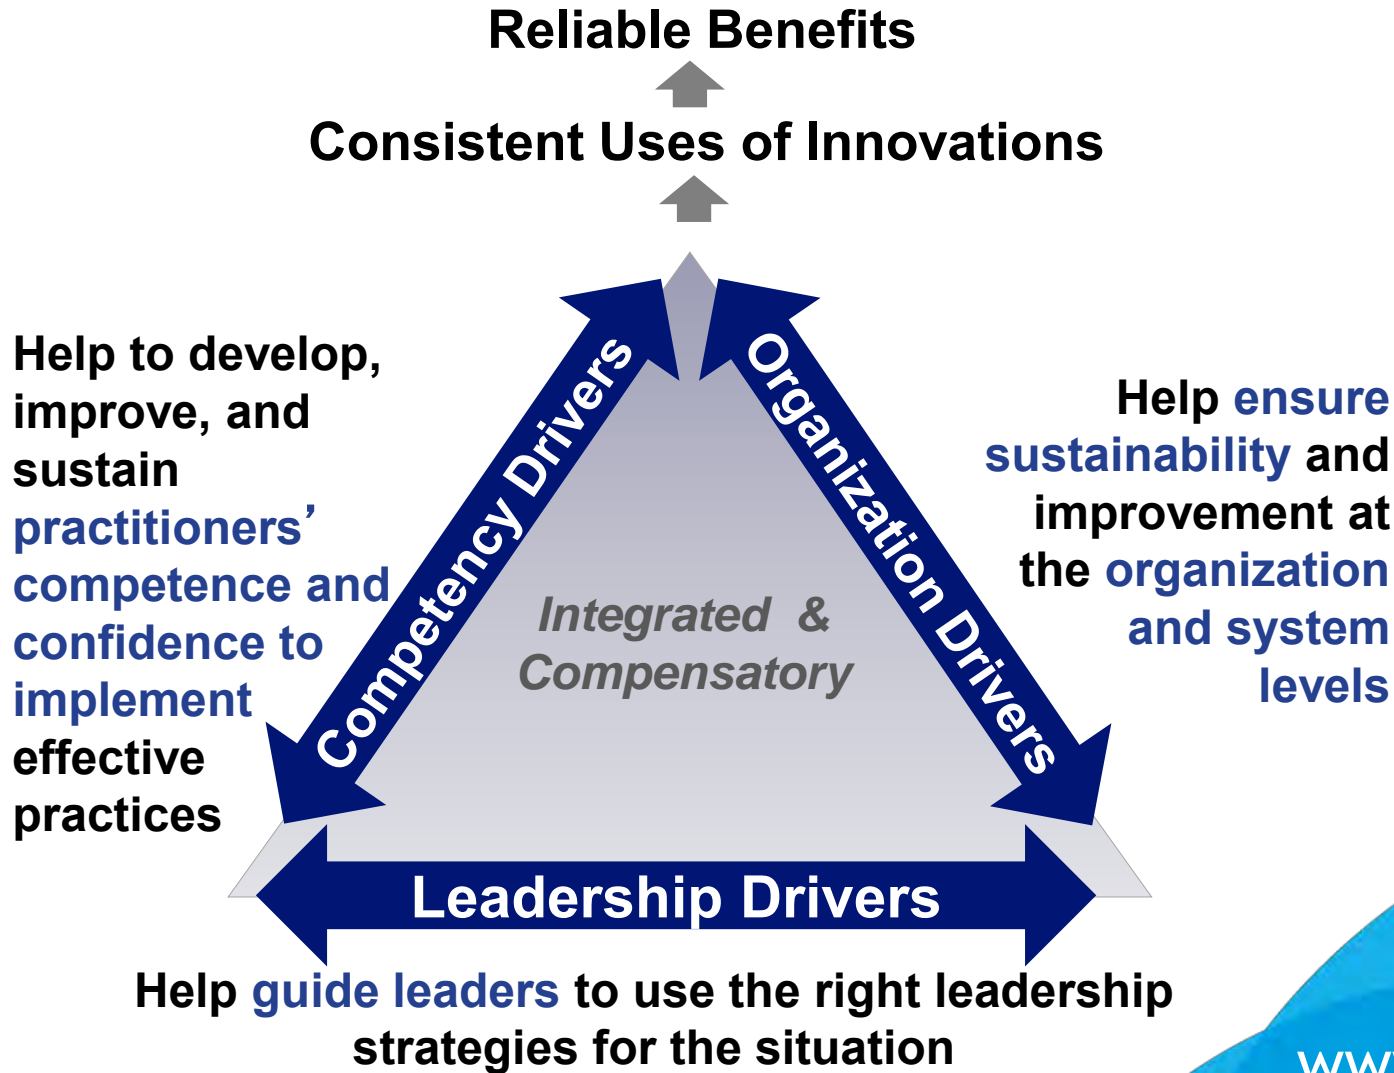 Reliable Benefits
Consistent Uses of Innovations
Help to develop,
improve, and
sustain
practitioners’
competence and
confidence to
implement
effective
practices
Competency Drivers
Integrated &
Compensatory
Organization Drivers
Help ensure
sustainability and
improvement at
the organization
and system
levels
Leadership Drivers
Help guide leaders to use the right leadership
strategies for the situation